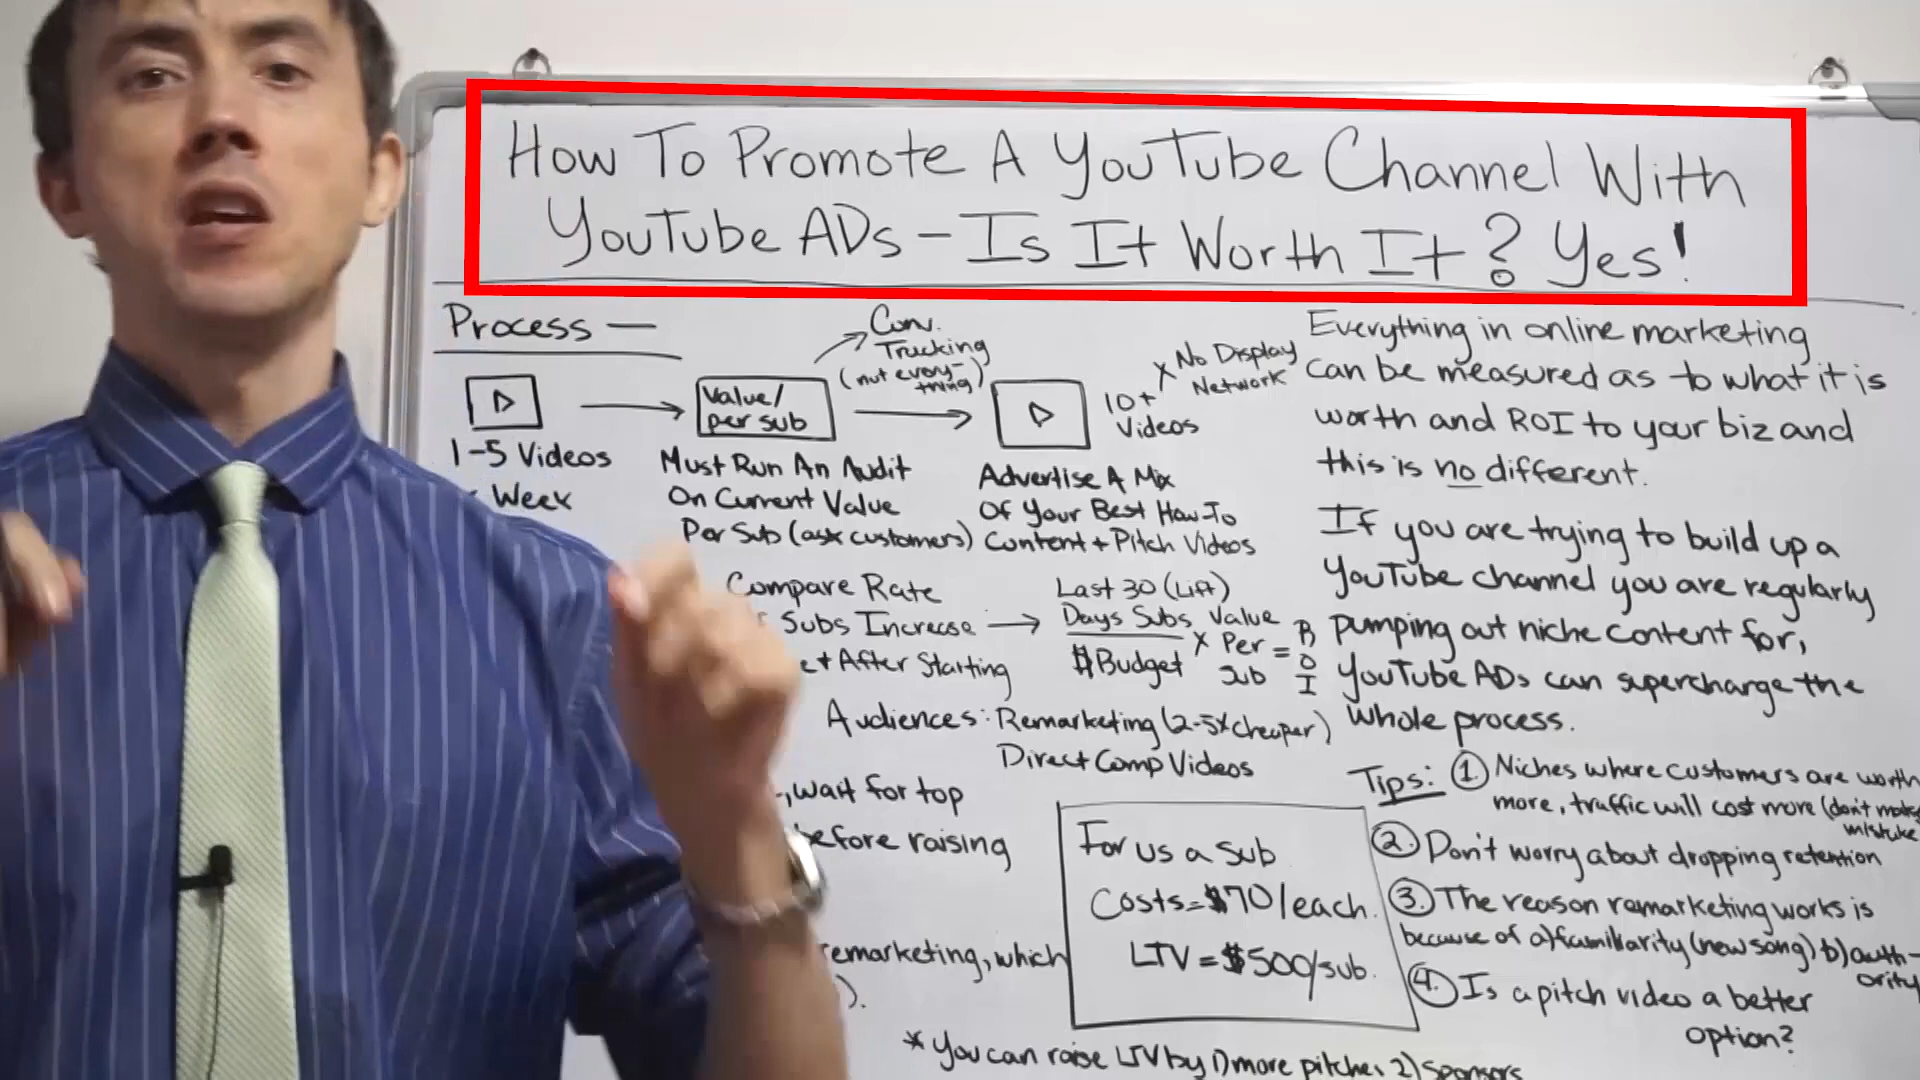 How To Promote A YouTube Channel With
YouTube ADs - Is It Worth It? Yes!
Process —
Conv.
Tracking
(not every-
thing)
Value/
per sub
10+
Videos
x No Display
Network
1-5 Videos
Week
Must Run An Audit
On Current Value
Per Sub (ask customers)
Advertise A Mix
Of Your Best How-To
Content + Pitch Videos
Compare Rate
Subs Increase
+ After Starting
Last 30 (Lift)
Days Subs
$Budget
x
Value
Per
Sub
= ROI
Audiences: Remarketing (2-5x cheaper)
Direct Comp Videos
, wait for top
before raising
emarketing, which
).
For us a sub
Costs = $70/each.
LTV = $500/sub.
* You can raise LTV by 1) more pitches 2) sponsors
Everything in online marketing
can be measured as to what it is
worth and ROI to your biz and
this is no different.
If you are trying to build up a
YouTube channel you are regularly
pumping out niche content for,
YouTube ADs can supercharge the
whole process.
Tips: 1. Niches where customers are worth
more, traffic will cost more (don't make
mistake
2. Don't worry about dropping retention
3. The reason remarketing works is
because of a) familiarity (new song) b) auth-
ority
4. Is a pitch video a better
option?